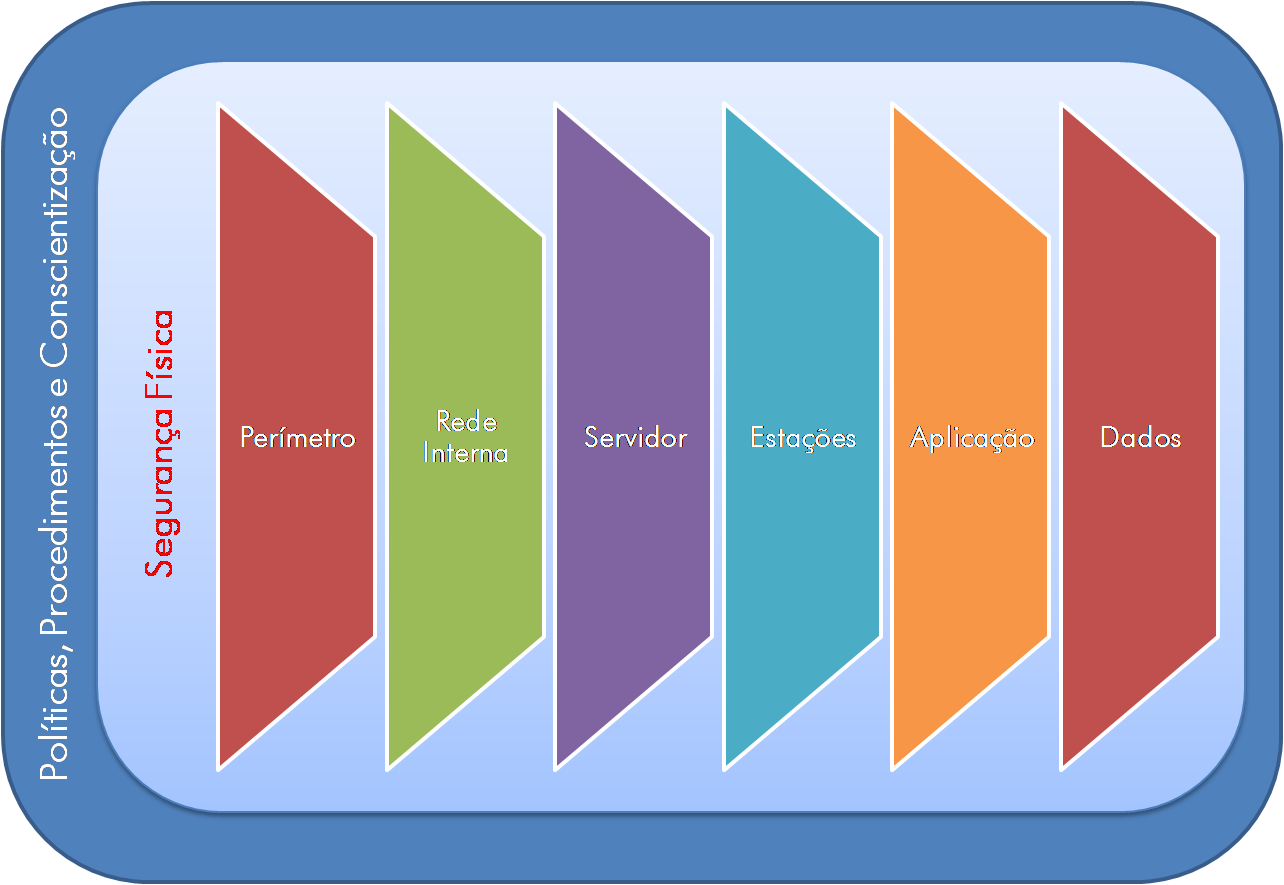 Políticas, Procedimentos e Conscientização
Segurança Física
Perímetro
Rede
Interna
Servidor
Estações
Aplicação
Dados